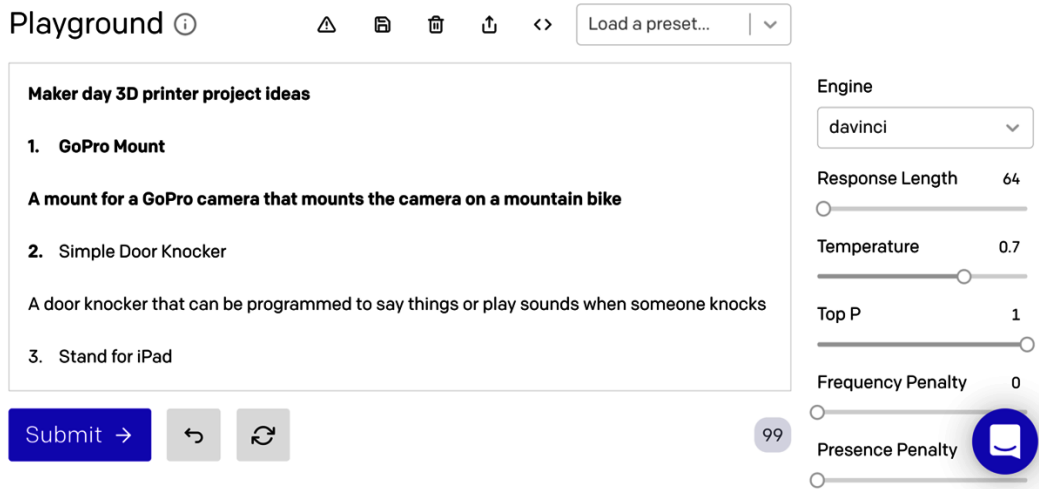 Playground
Load a preset...
Maker day 3D printer project ideas
1. GoPro Mount
A mount for a GoPro camera that mounts the camera on a mountain bike
2. Simple Door Knocker
A door knocker that can be programmed to say things or play sounds when someone knocks
3. Stand for iPad
Submit →
99
Engine
davinci
Response Length 64
Temperature 0.7
Top P 1
Frequency Penalty 0
Presence Penalty